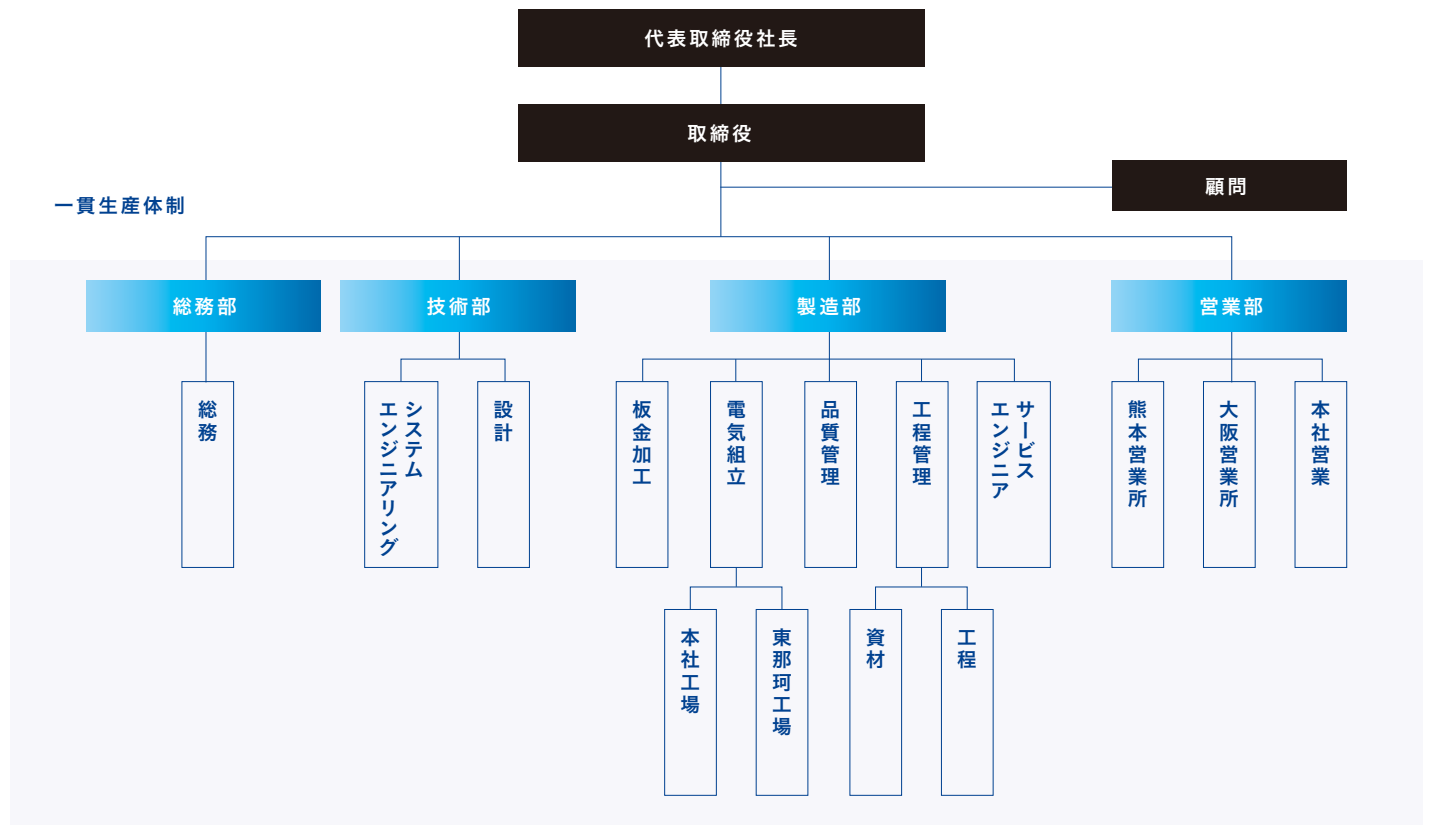 代表取締役社長
取締役
顧問
一貫生産体制
総務部
技術部
製造部
営業部
総務
システム
エンジニアリング
設計
板金加工
電気組立
品質管理
工程管理
サービス
エンジニア
熊本営業所
大阪営業所
本社営業
本社工場
東那珂工場
資材
工程